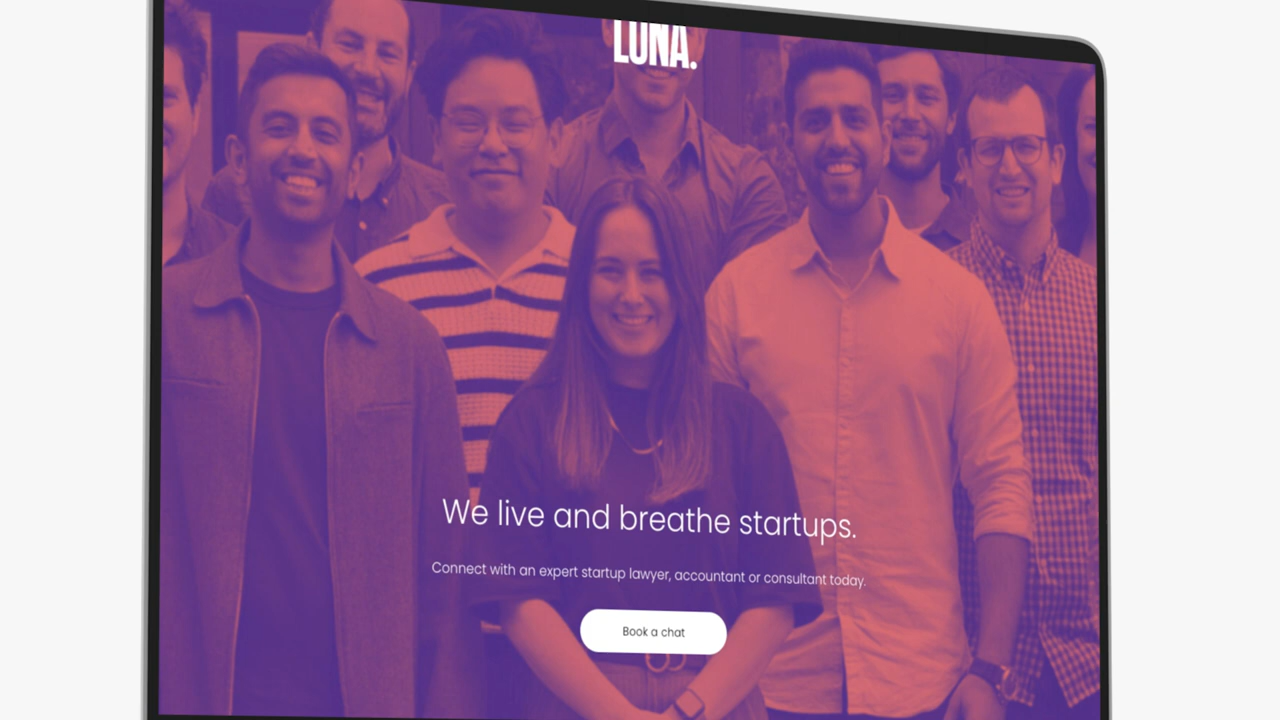 LUNA.
We live and breathe startups.
Connect with an expert startup lawyer, accountant or consultant today.
Book a chat